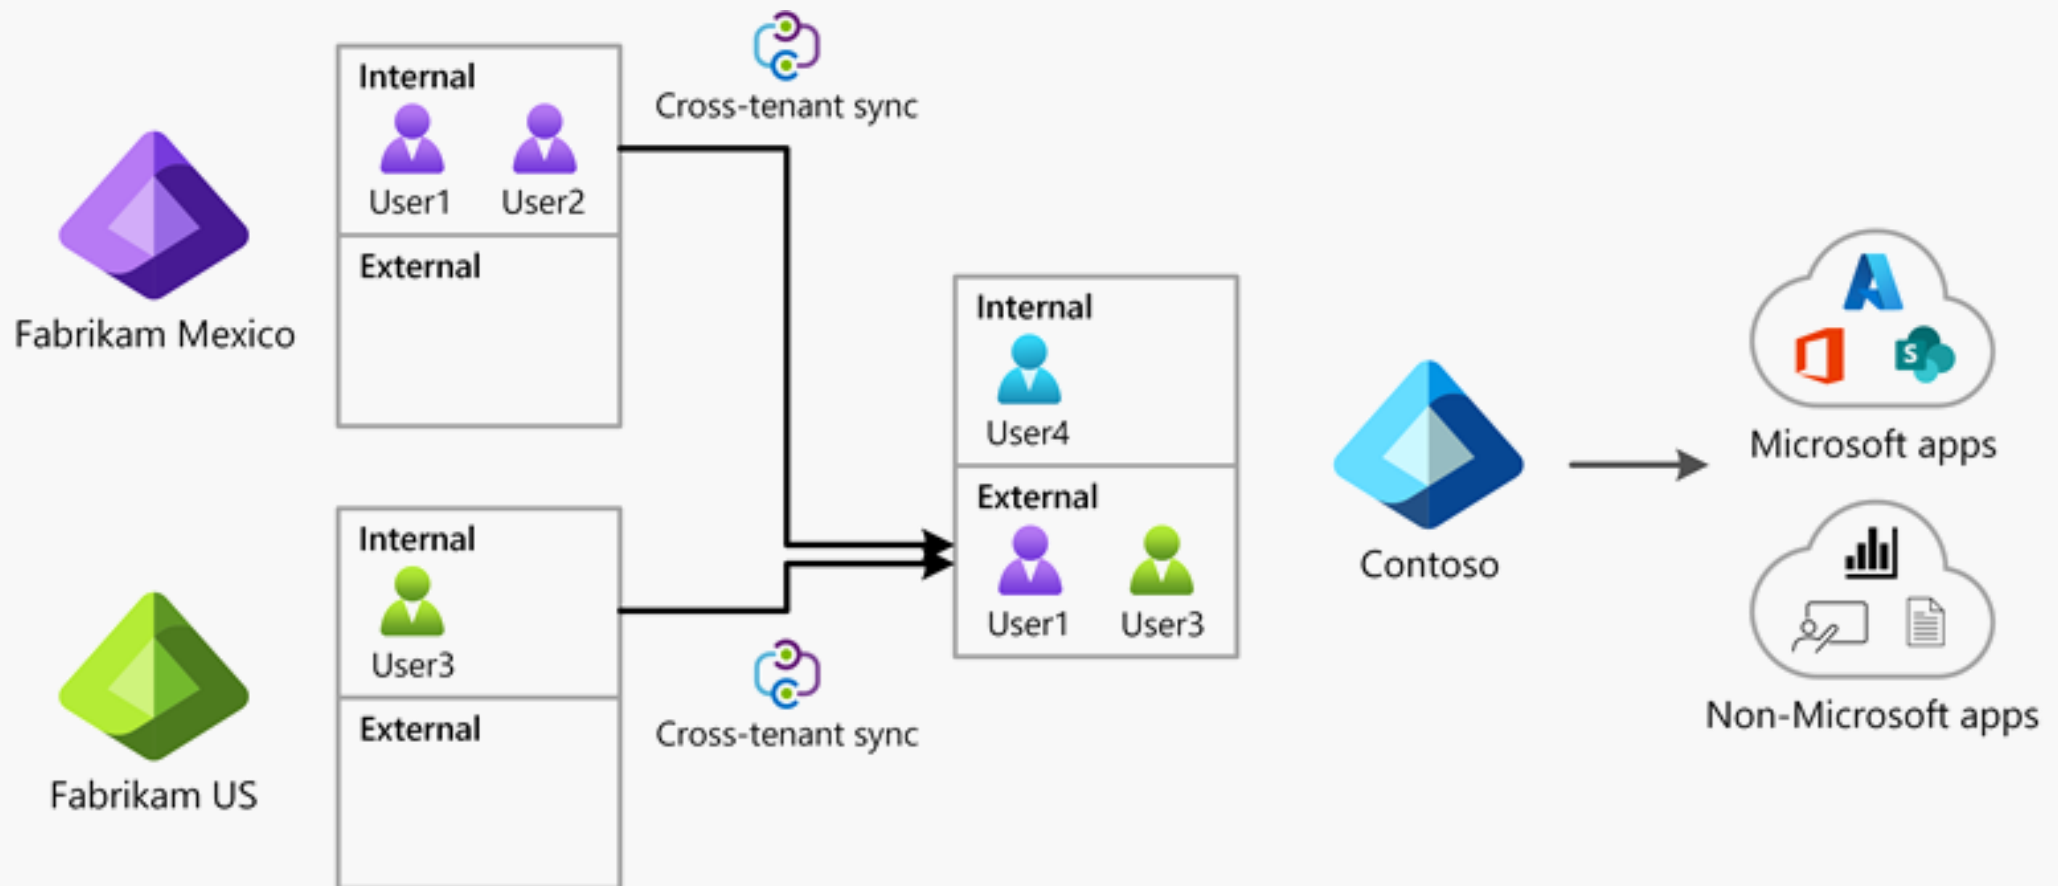 Cross-tenant sync
Internal
User1
User2
External
Fabrikam Mexico
Internal
User3
External
Fabrikam US
Cross-tenant sync
Internal
User4
External
User1
User3
Contoso
S
Microsoft apps
Non-Microsoft apps